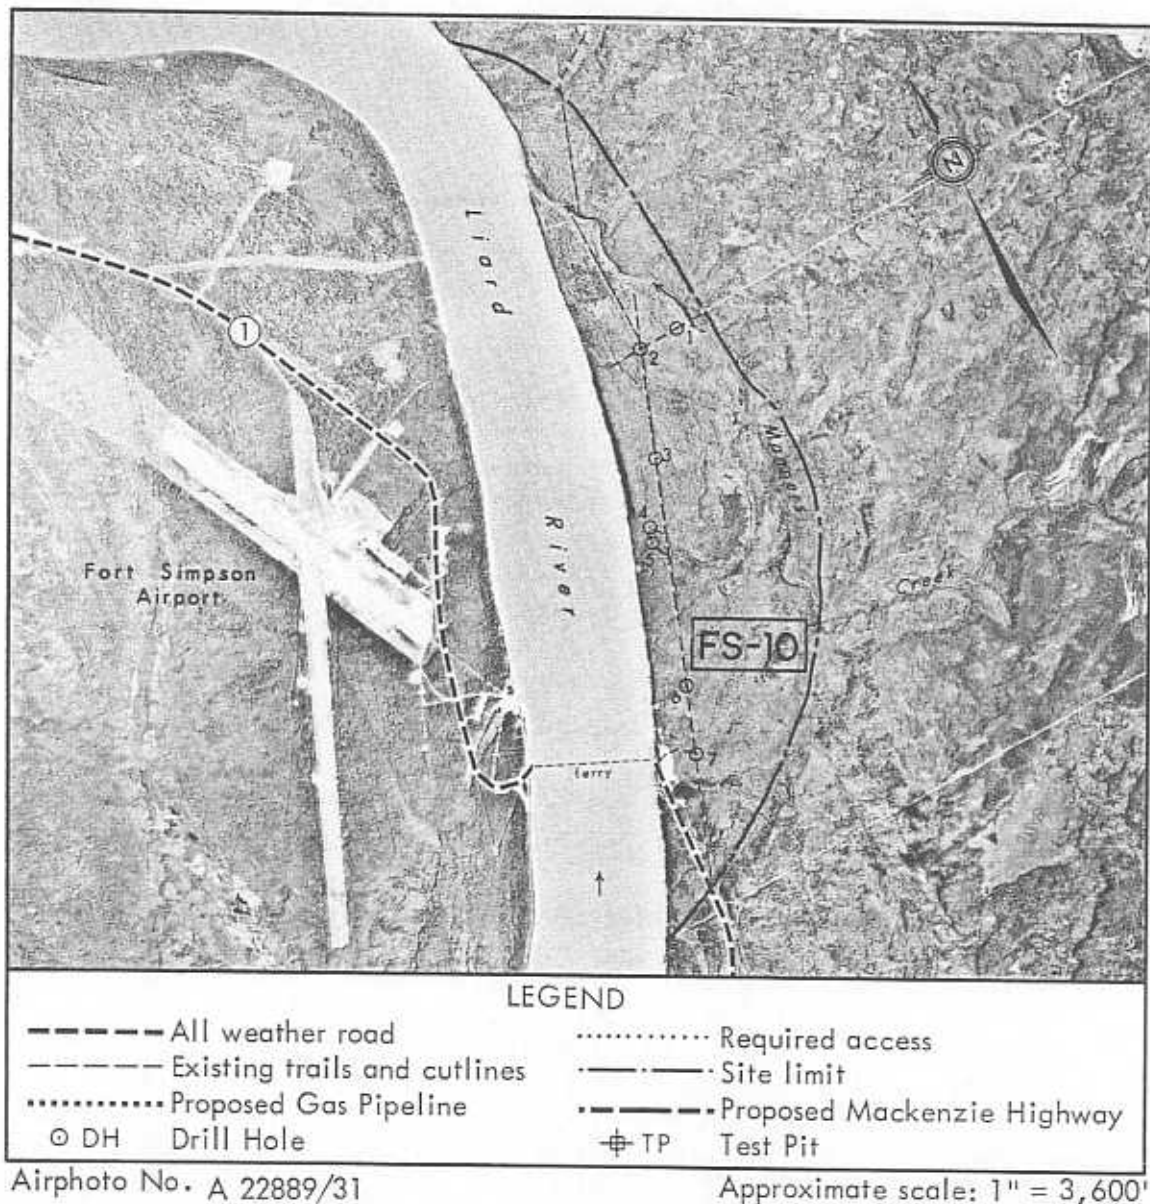 N
Liard
1
1
2
3
Manners
4
River
Fort Simpson
Airport
Creek
FS-10
7
ferry
LEGEND
All weather road
Required access
Existing trails and cutlines
Site limit
Proposed Gas Pipeline
Proposed Mackenzie Highway
DH Drill Hole
TP Test Pit
Airphoto No. A 22889/31
Approximate scale: 1" = 3,600'